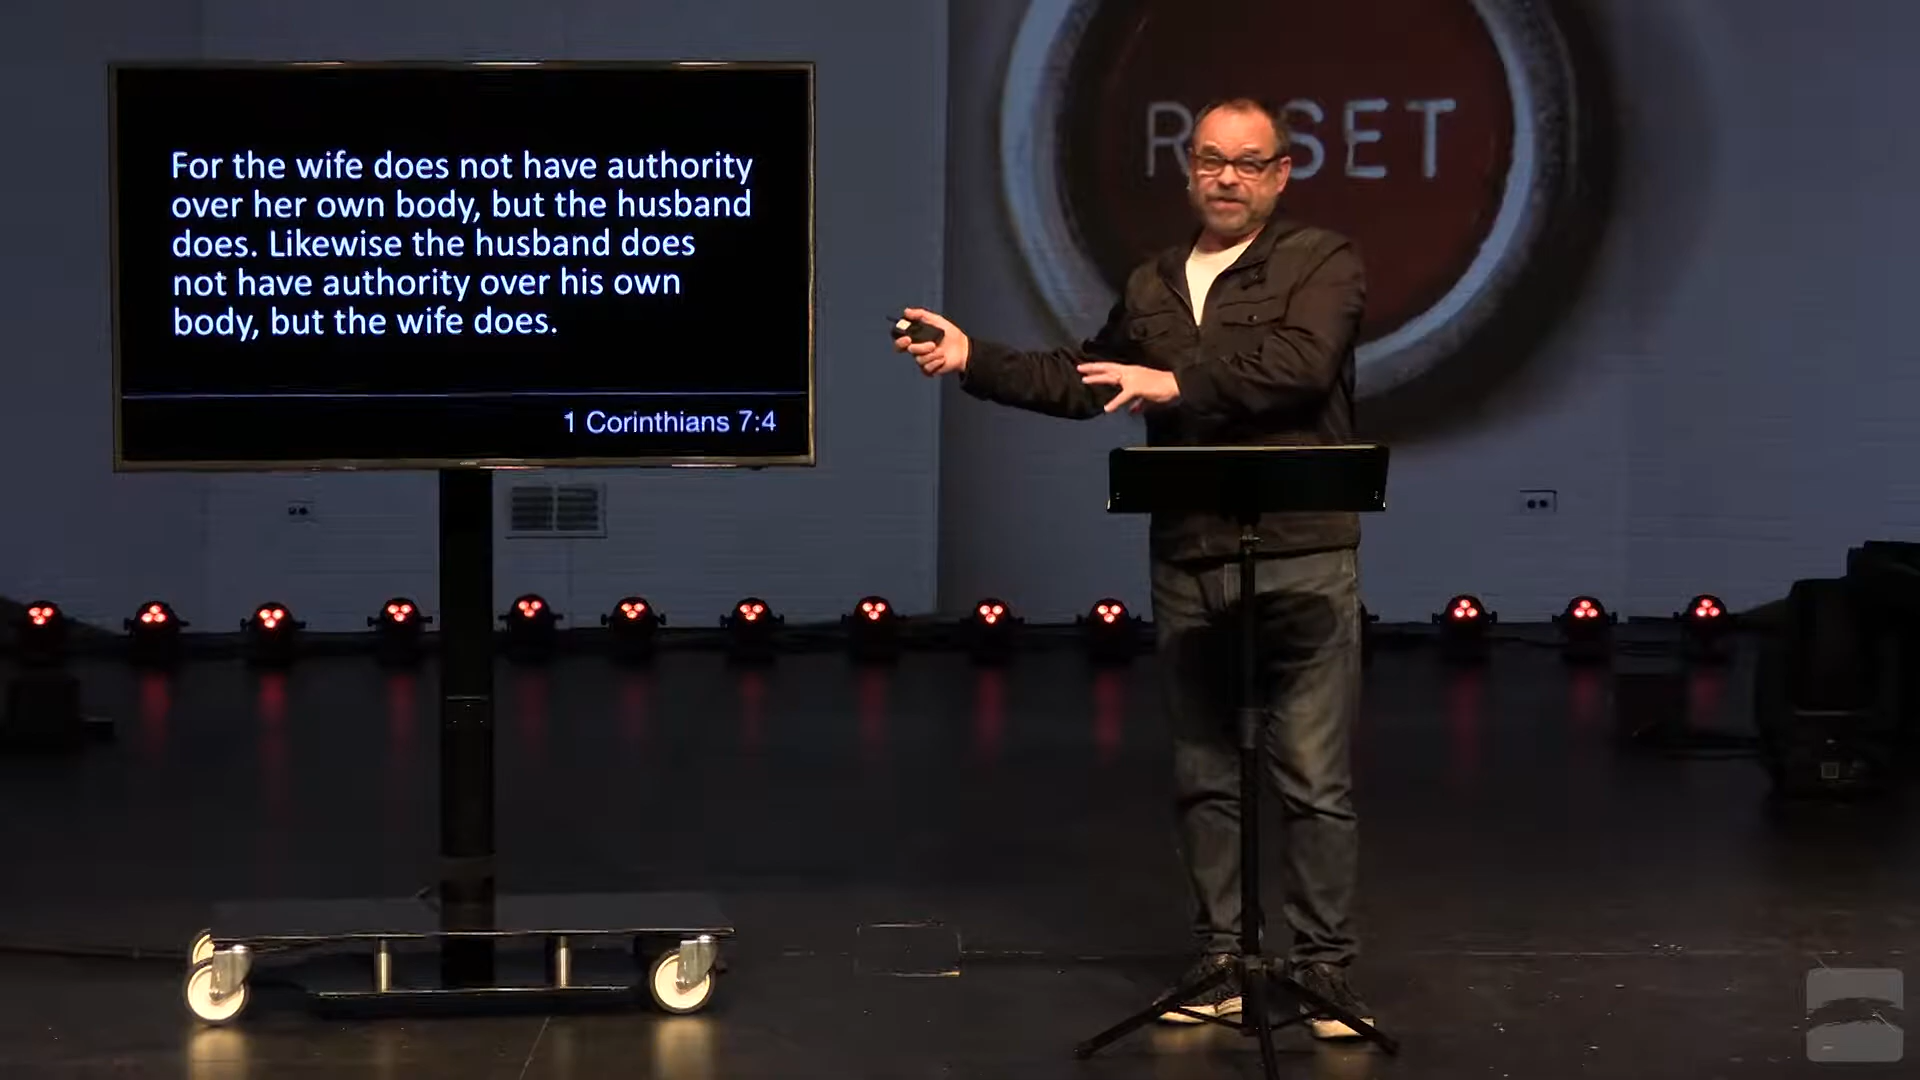 For the wife does not have authority
over her own body, but the husband
does. Likewise the husband does
not have authority over his own
body, but the wife does.
1 Corinthians 7:4
RESET